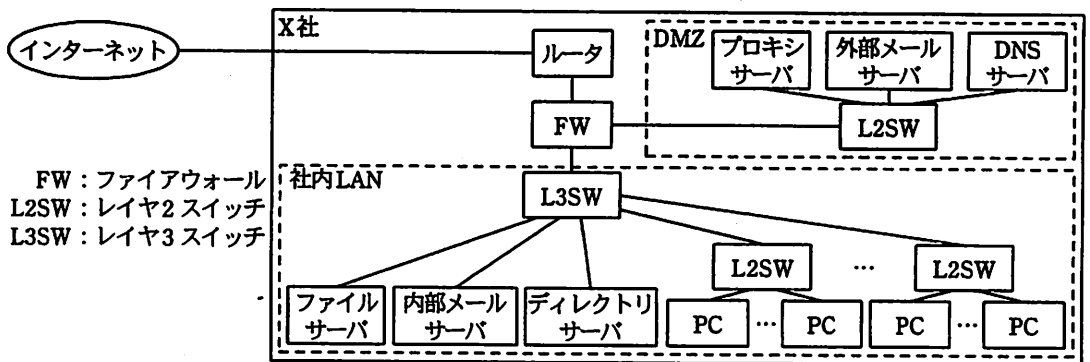 X社
インターネット
ルータ
DMZ
プロキシ
サーバ
外部メール
サーバ
DNS
サーバ
FW
L2SW
FW：ファイアウォール
L2SW：レイヤ2スイッチ
L3SW：レイヤ3スイッチ
社内LAN
L3SW
L2SW
…
L2SW
ファイル
サーバ
内部メール
サーバ
ディレクトリ
サーバ
PC
…
PC
PC
…
PC